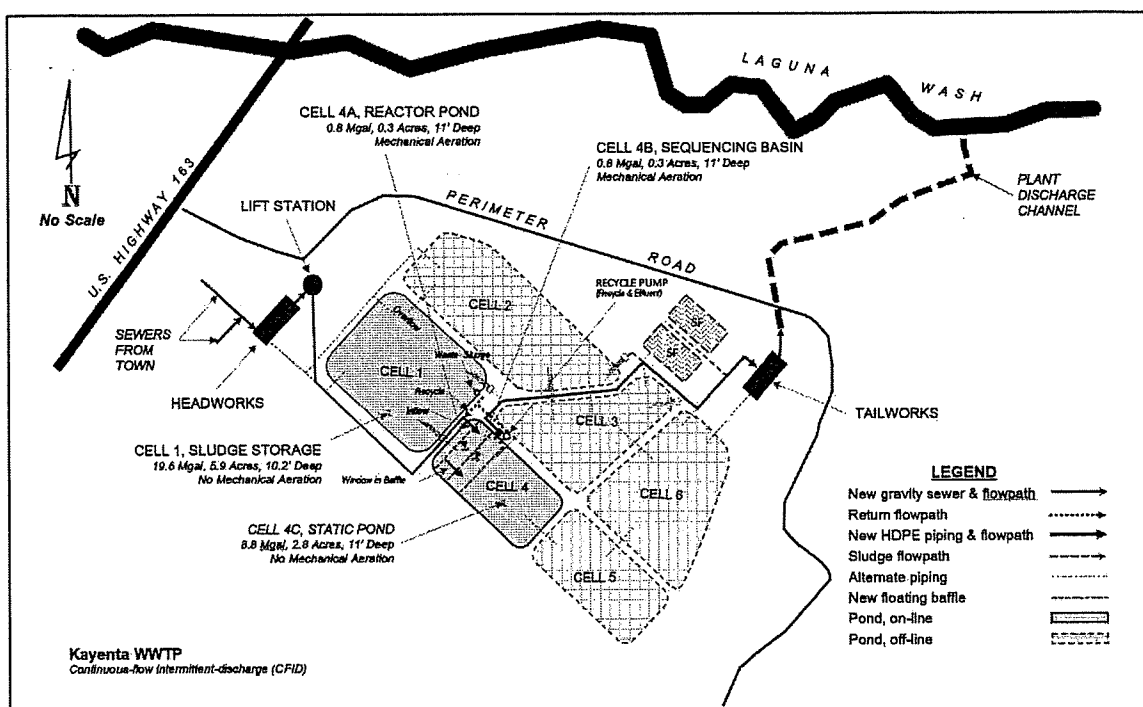 LAGUNA WASH
CELL 4A, REACTOR POND
0.8 Mgal, 0.3 Acres, 11' Deep
Mechanical Aeration
CELL 4B, SEQUENCING BASIN
0.8 Mgal, 0.3 Acres, 11' Deep
Mechanical Aeration
N
No Scale
U.S. HIGHWAY 163
LIFT STATION
PERIMETER ROAD
PLANT
DISCHARGE
CHANNEL
RECYCLE PUMP
(Recycle & Effluent)
CELL 2
SEWERS
FROM
TOWN
Overflow
CELL 1
Waste Sludge
Recycle
Inflow
SF
SF
HEADWORKS
CELL 3
TAILWORKS
CELL 1, SLUDGE STORAGE
19.6 Mgal, 5.9 Acres, 10.2' Deep
No Mechanical Aeration
Window in Baffle
CELL 4
CELL 6
CELL 4C, STATIC POND
8.8 Mgal, 2.8 Acres, 11' Deep
No Mechanical Aeration
CELL 5
LEGEND
New gravity sewer & flowpath
Return flowpath
New HDPE piping & flowpath
Sludge flowpath
Alternate piping
New floating baffle
Pond, on-line
Pond, off-line
Kayenta WWTP
Continuous-flow intermittent-discharge (CFID)